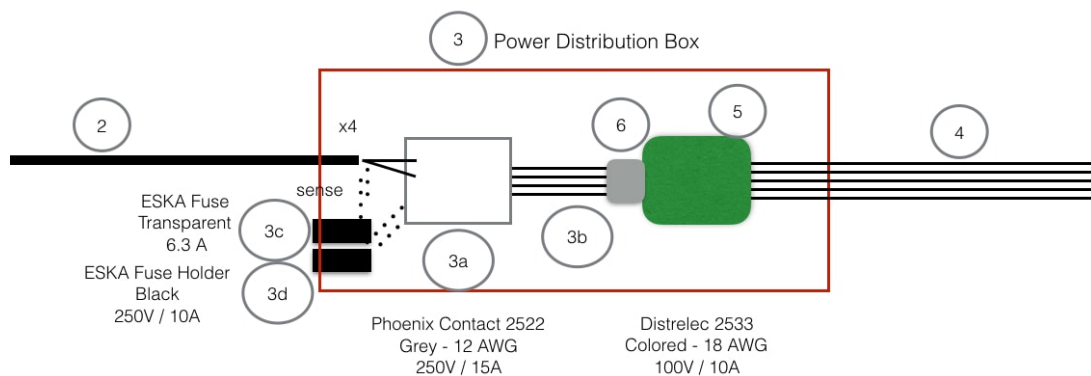 3 Power Distribution Box
2
x4
6
5
4
sense
ESKA Fuse
Transparent
6.3 A
3c
3b
3a
ESKA Fuse Holder
Black
250V / 10A
3d
Phoenix Contact 2522
Grey - 12 AWG
250V / 15A
Distrelec 2533
Colored - 18 AWG
100V / 10A